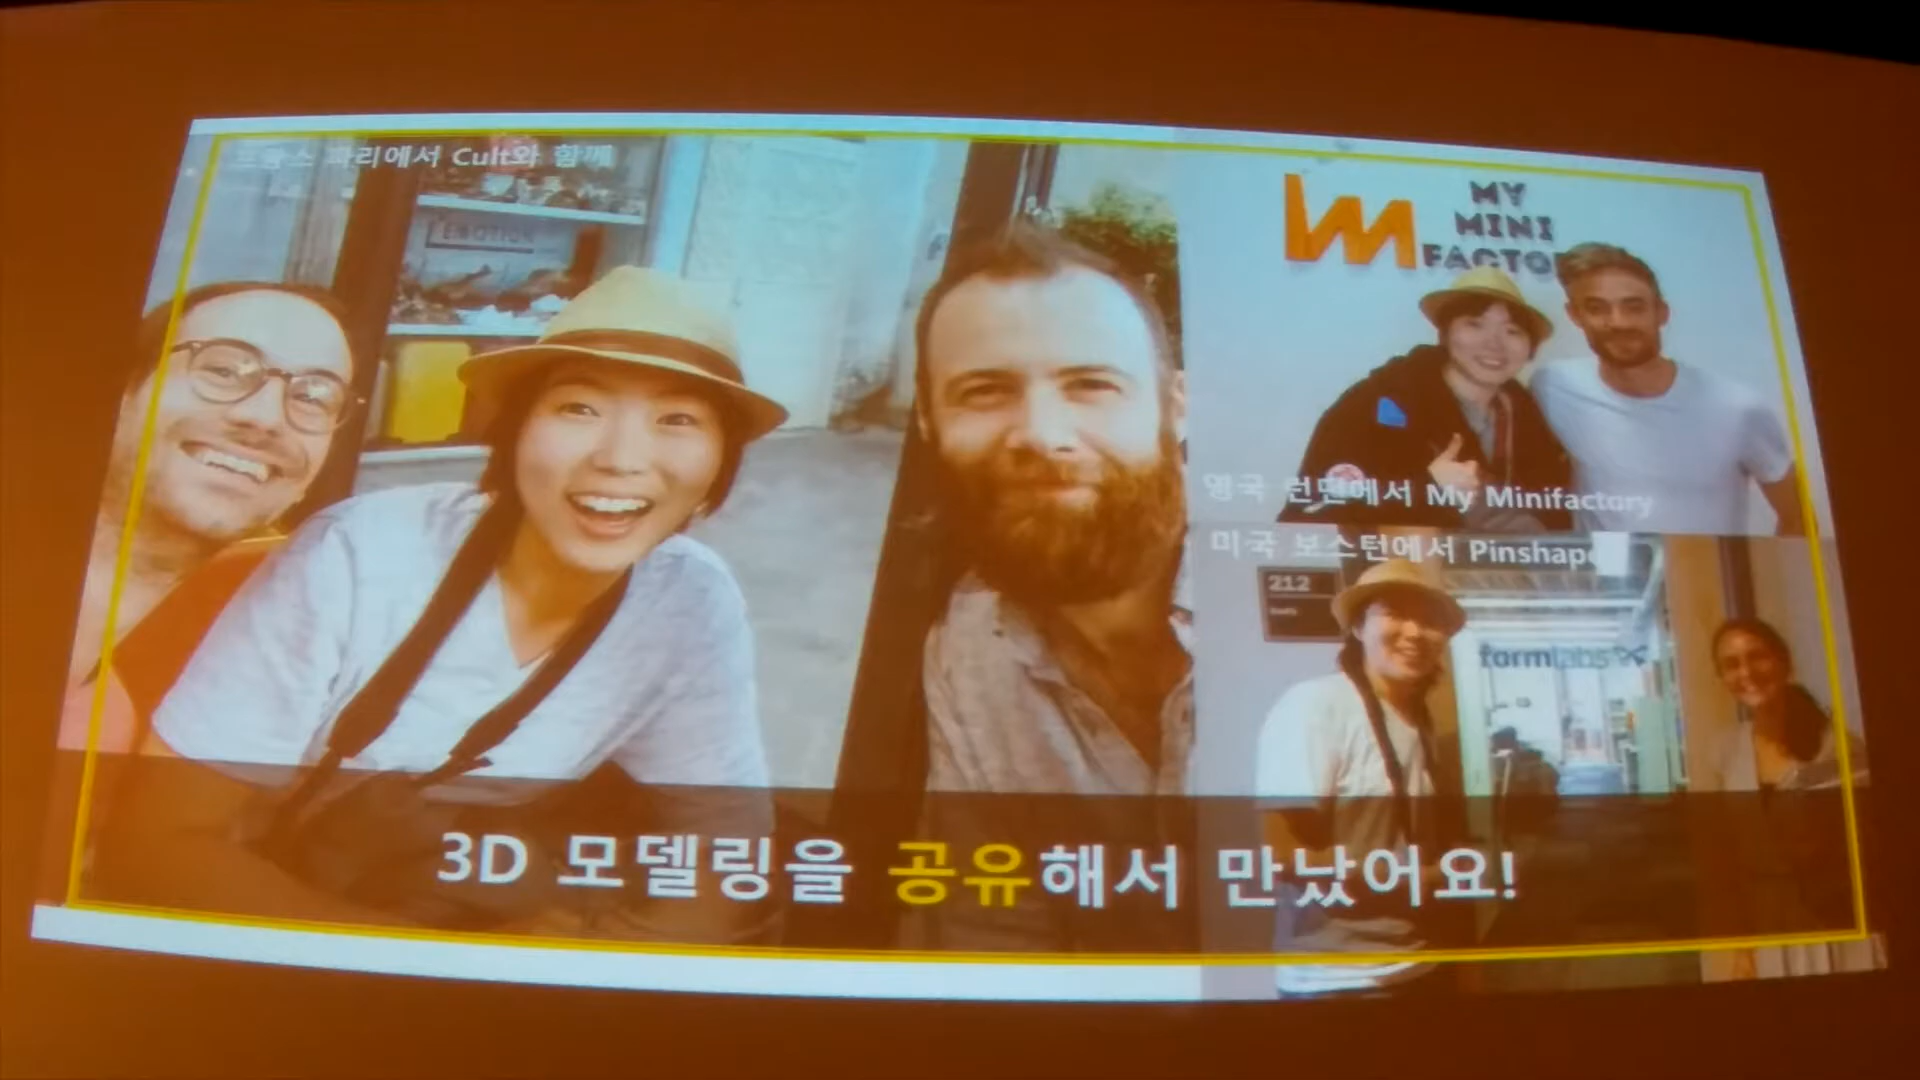 프랑스 파리에서 Cult와 함께
EMOTION
MY
MINI
FACTO
영국 런던에서 My Minifactory
미국 보스턴에서 Pinshape
212
formlabs
3D 모델링을 공유해서 만났어요!